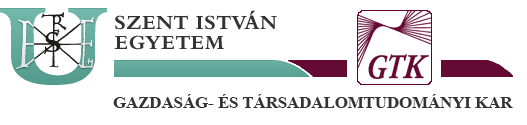 SZENT ISTVÁN
EGYETEM
GTK
GAZDASÁG- ÉS TÁRSADALOMTUDOMÁNYI KAR